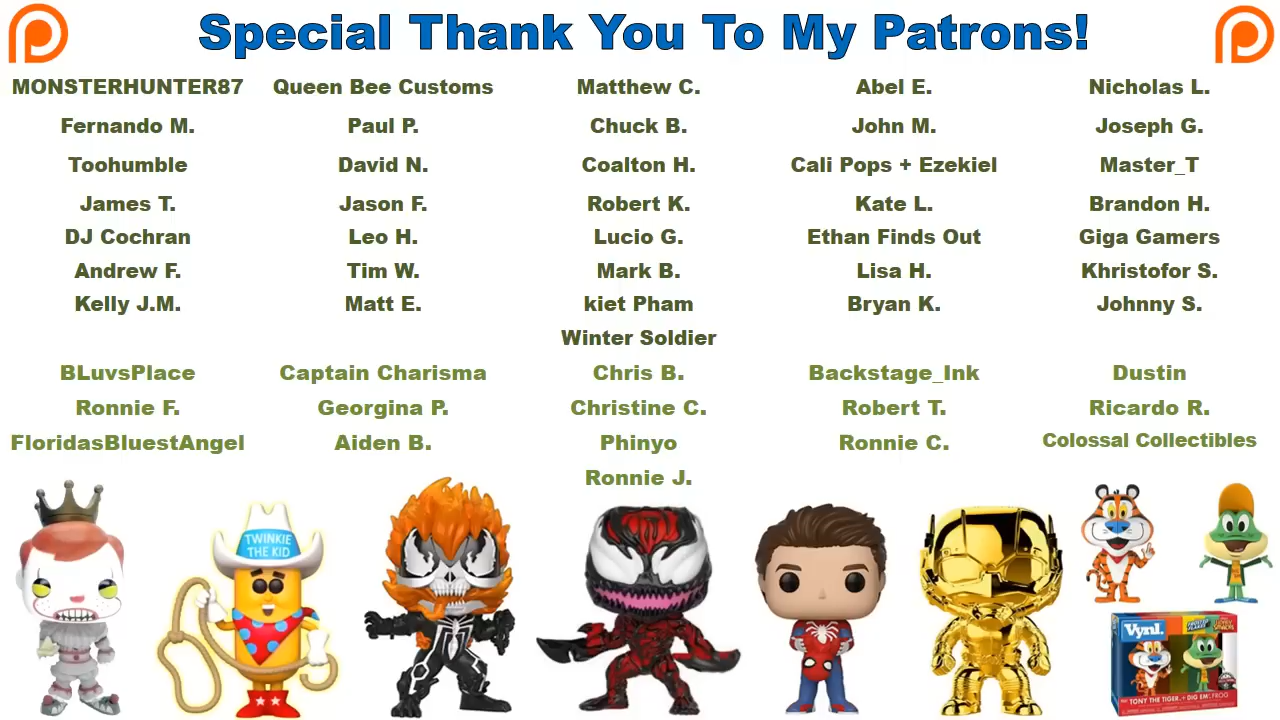 Special Thank You To My Patrons!
MONSTERHUNTER87 Queen Bee Customs Matthew C. Abel E. Nicholas L.
Fernando M. Paul P. Chuck B. John M. Joseph G.
Toohumble David N. Coalton H. Cali Pops + Ezekiel Master_T
James T. Jason F. Robert K. Kate L. Brandon H.
DJ Cochran Leo H. Lucio G. Ethan Finds Out Giga Gamers
Andrew F. Tim W. Mark B. Lisa H. Khristofor S.
Kelly J.M. Matt E. kiet Pham Bryan K. Johnny S.
Winter Soldier
BLuvsPlace Captain Charisma Chris B. Backstage_Ink Dustin
Ronnie F. Georgina P. Christine C. Robert T. Ricardo R.
FloridasBluestAngel Aiden B. Phinyo Ronnie C. Colossal Collectibles
Ronnie J.
TWINKIE
THE KID
Vynl.
TONY THE TIGER + DIG EM' FROG